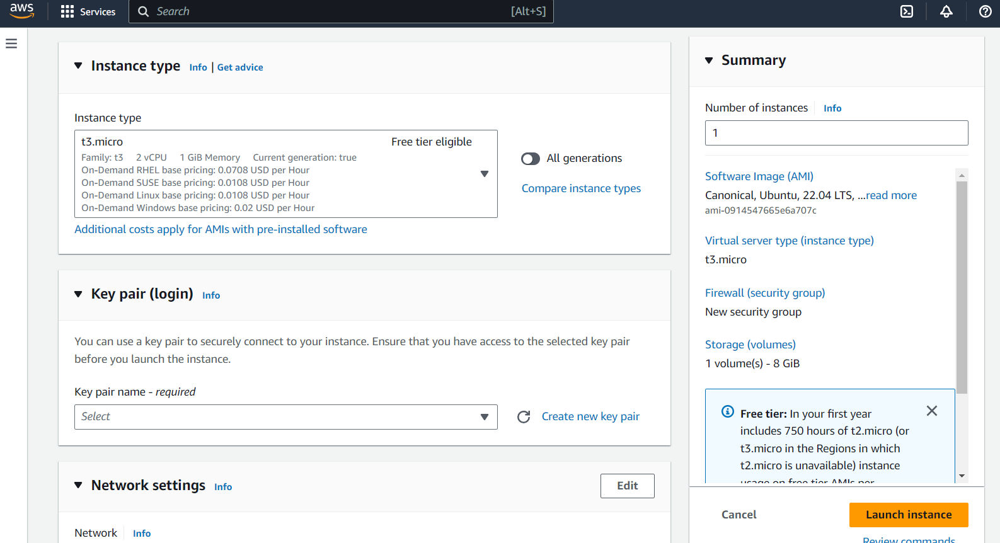 aws
Services
Search
[Alt+S]
Instance type
Info | Get advice
Instance type
t3.micro
Free tier eligible
Family: t3 2 vCPU 1 GiB Memory Current generation: true
On-Demand RHEL base pricing: 0.0708 USD per Hour
On-Demand SUSE base pricing: 0.0108 USD per Hour
On-Demand Linux base pricing: 0.0108 USD per Hour
On-Demand Windows base pricing: 0.02 USD per Hour
All generations
Compare instance types
Additional costs apply for AMIs with pre-installed software
Key pair (login)
Info
You can use a key pair to securely connect to your instance. Ensure that you have access to the selected key pair
before you launch the instance.
Key pair name - required
Select
Create new key pair
Network settings
Info
Edit
Network
Info
Summary
Number of instances
Info
1
Software Image (AMI)
Canonical, Ubuntu, 22.04 LTS, ...read more
ami-0914547665e6a707c
Virtual server type (instance type)
t3.micro
Firewall (security group)
New security group
Storage (volumes)
1 volume(s) - 8 GiB
Free tier: In your first year
includes 750 hours of t2.micro (or
t3.micro in the Regions in which
t2.micro is unavailable) instance
usage on free tier AMIs per
Cancel
Launch instance
Review commands